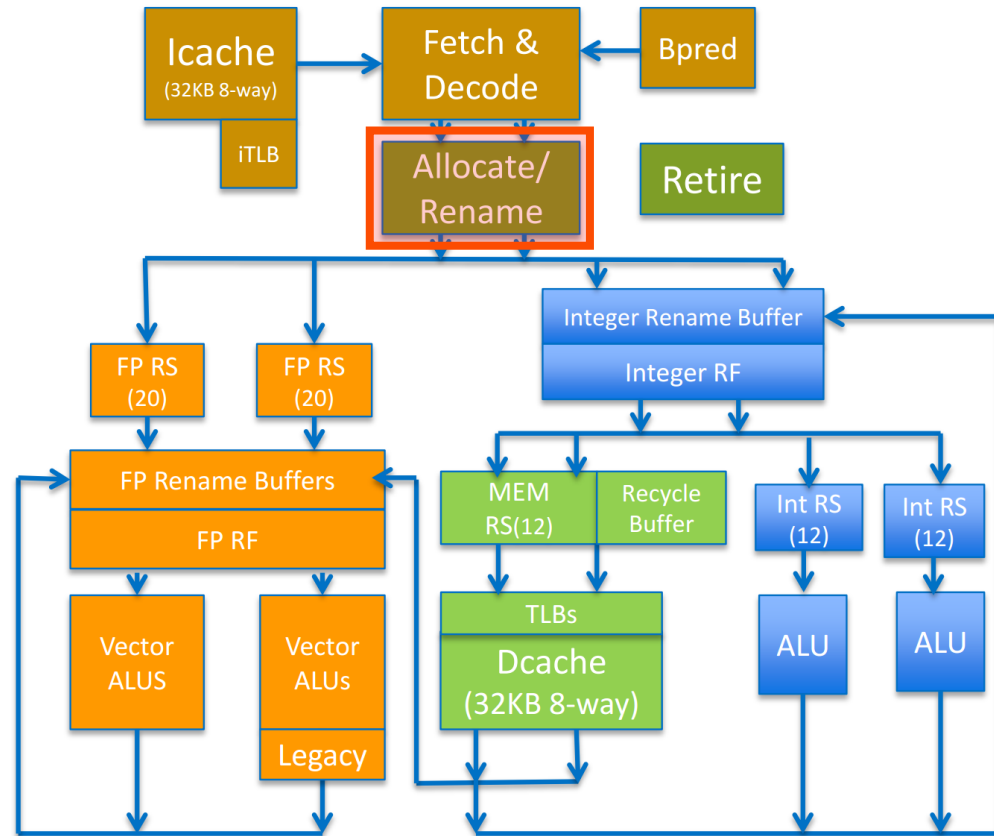 Icache
(32KB 8-way)
iTLB
Fetch &
Decode
Bpred
Allocate/
Rename
Retire
FP RS
(20)
FP RS
(20)
Integer Rename Buffer
Integer RF
FP Rename Buffers
FP RF
MEM
RS(12)
Recycle
Buffer
Int RS
(12)
Int RS
(12)
Vector
ALUS
Vector
ALUs
Legacy
TLBs
Dcache
(32KB 8-way)
ALU
ALU